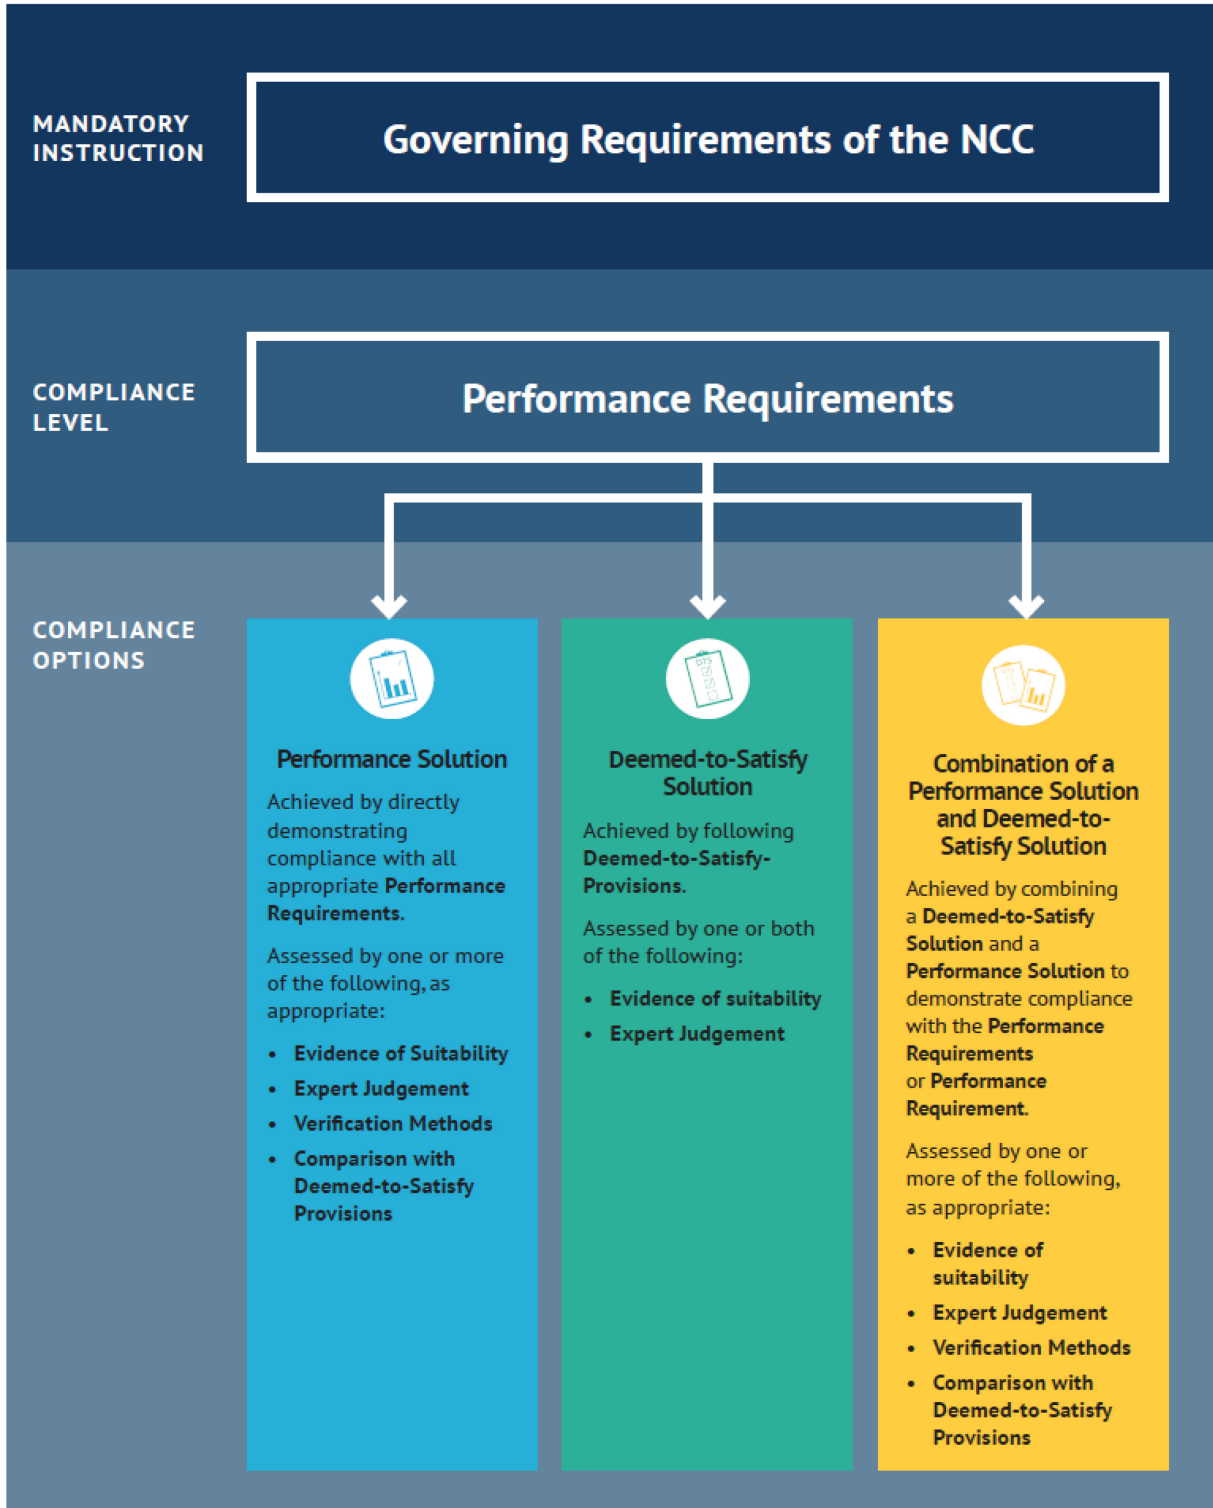 MANDATORY
INSTRUCTION
Governing Requirements of the NCC
COMPLIANCE
LEVEL
Performance Requirements
COMPLIANCE
OPTIONS
Performance Solution
Achieved by directly
demonstrating
compliance with all
appropriate Performance
Requirements.
Assessed by one or more
of the following, as
appropriate:
• Evidence of Suitability
• Expert Judgement
• Verification Methods
• Comparison with
Deemed-to-Satisfy
Provisions
DTS
Deemed-to-Satisfy
Solution
Achieved by following
Deemed-to-Satisfy-
Provisions.
Assessed by one or both
of the following:
• Evidence of suitability
• Expert Judgement
Combination of a
Performance Solution
and Deemed-to-
Satisfy Solution
Achieved by combining
a Deemed-to-Satisfy
Solution and a
Performance Solution to
demonstrate compliance
with the Performance
Requirements
or Performance
Requirement.
Assessed by one or
more of the following,
as appropriate:
• Evidence of
suitability
• Expert Judgement
• Verification Methods
• Comparison with
Deemed-to-Satisfy
Provisions